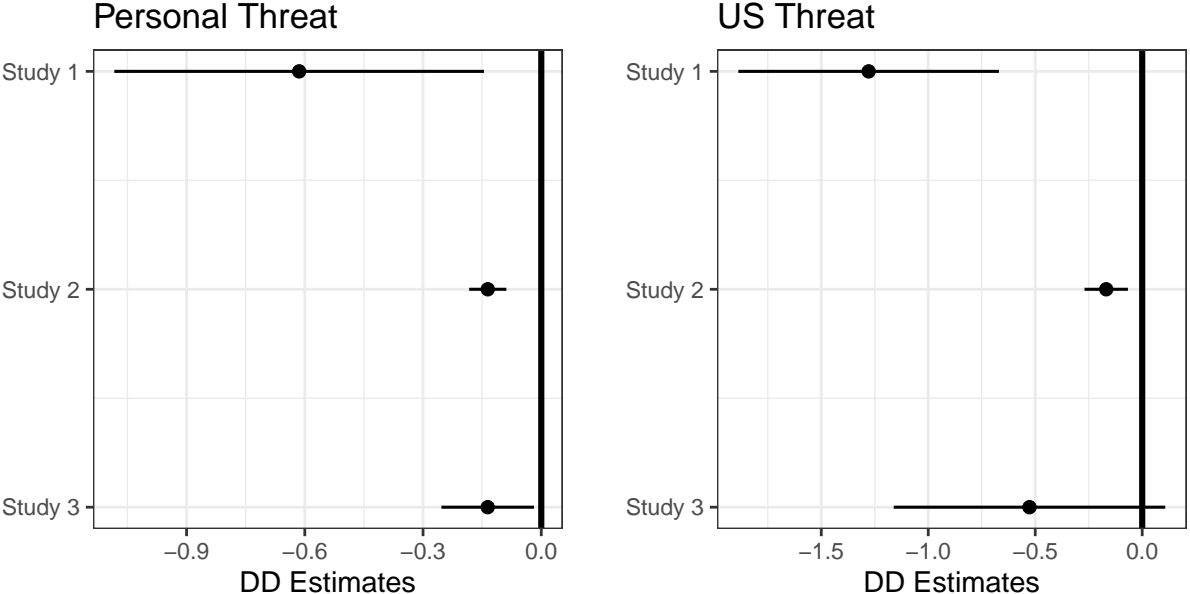 Personal Threat
Study 1
Study 2
Study 3
−0.9 −0.6 −0.3 0.0
DD Estimates
US Threat
Study 1
Study 2
Study 3
−1.5 −1.0 −0.5 0.0
DD Estimates